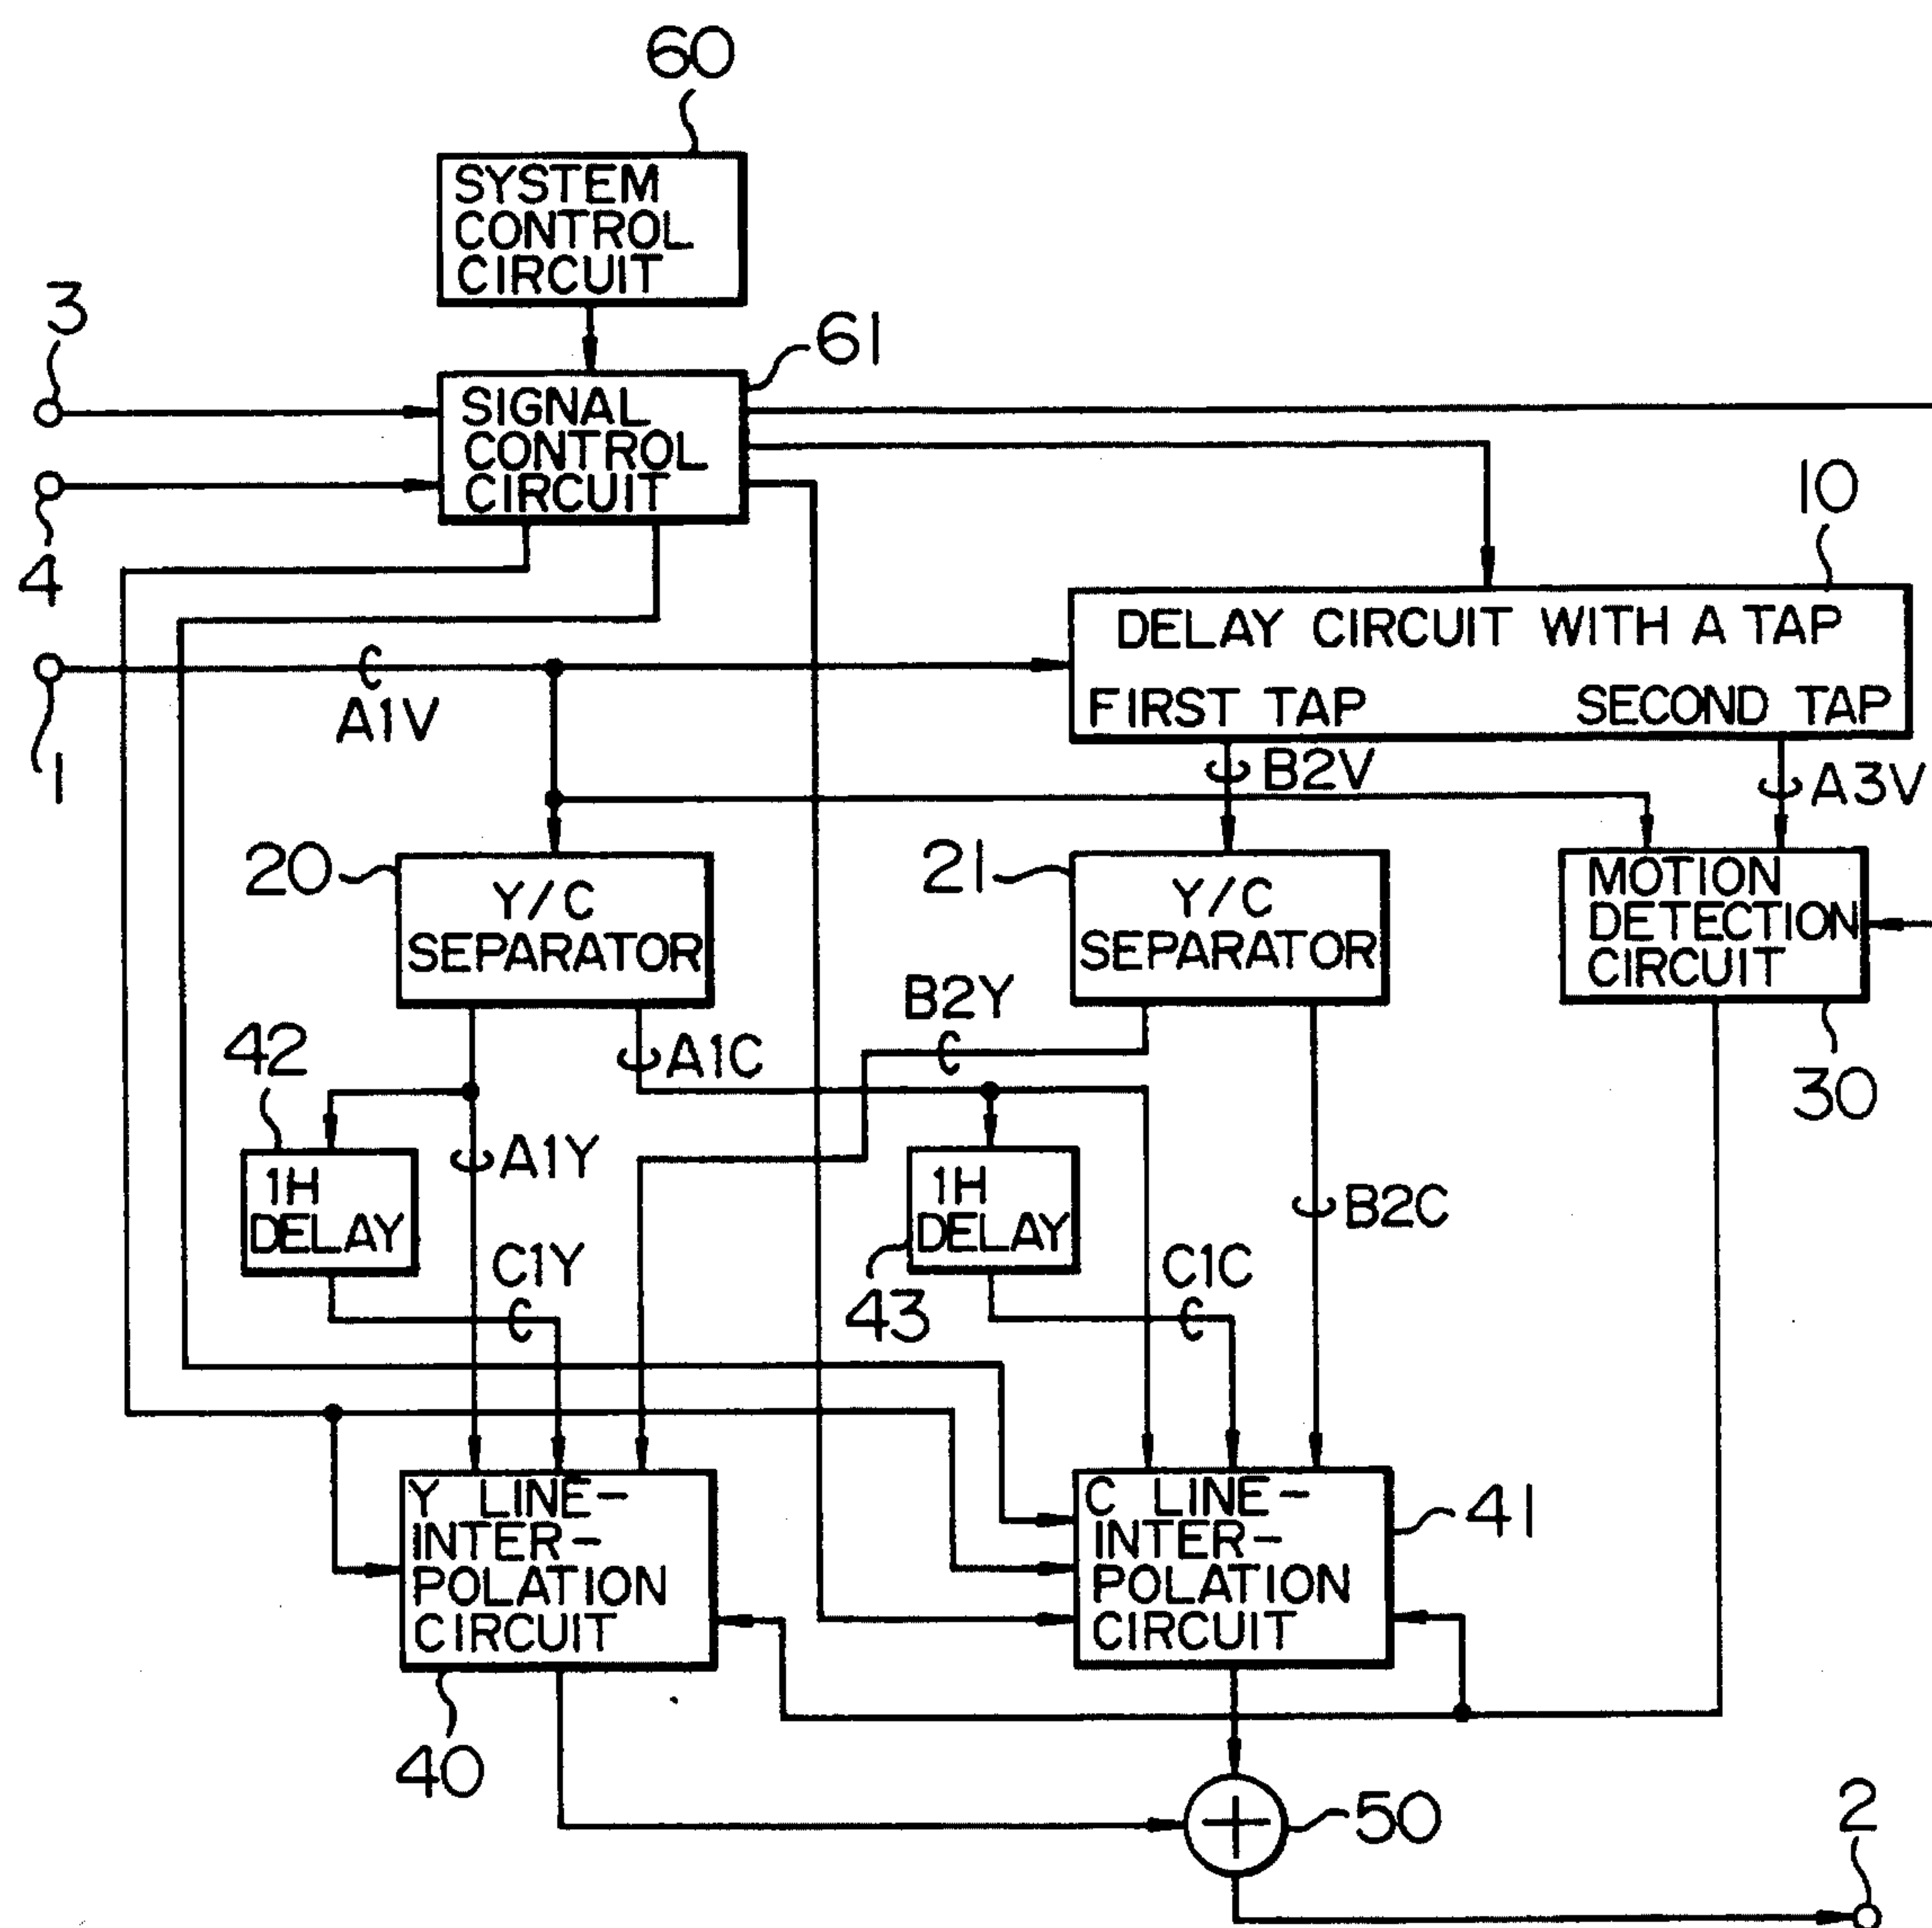 60
SYSTEM
CONTROL
CIRCUIT
3
61
SIGNAL
CONTROL
CIRCUIT
4
10
DELAY CIRCUIT WITH A TAP
FIRST TAP SECOND TAP
A1V
1
B2V
A3V
20
Y/C
SEPARATOR
21
Y/C
SEPARATOR
MOTION
DETECTION
CIRCUIT
30
B2Y
42
A1C
1H
DELAY
A1Y
1H
DELAY
B2C
C1Y
43
C1C
Y LINE-
INTER-
POLATION
CIRCUIT
C LINE-
INTER-
POLATION
CIRCUIT
41
40
50
2